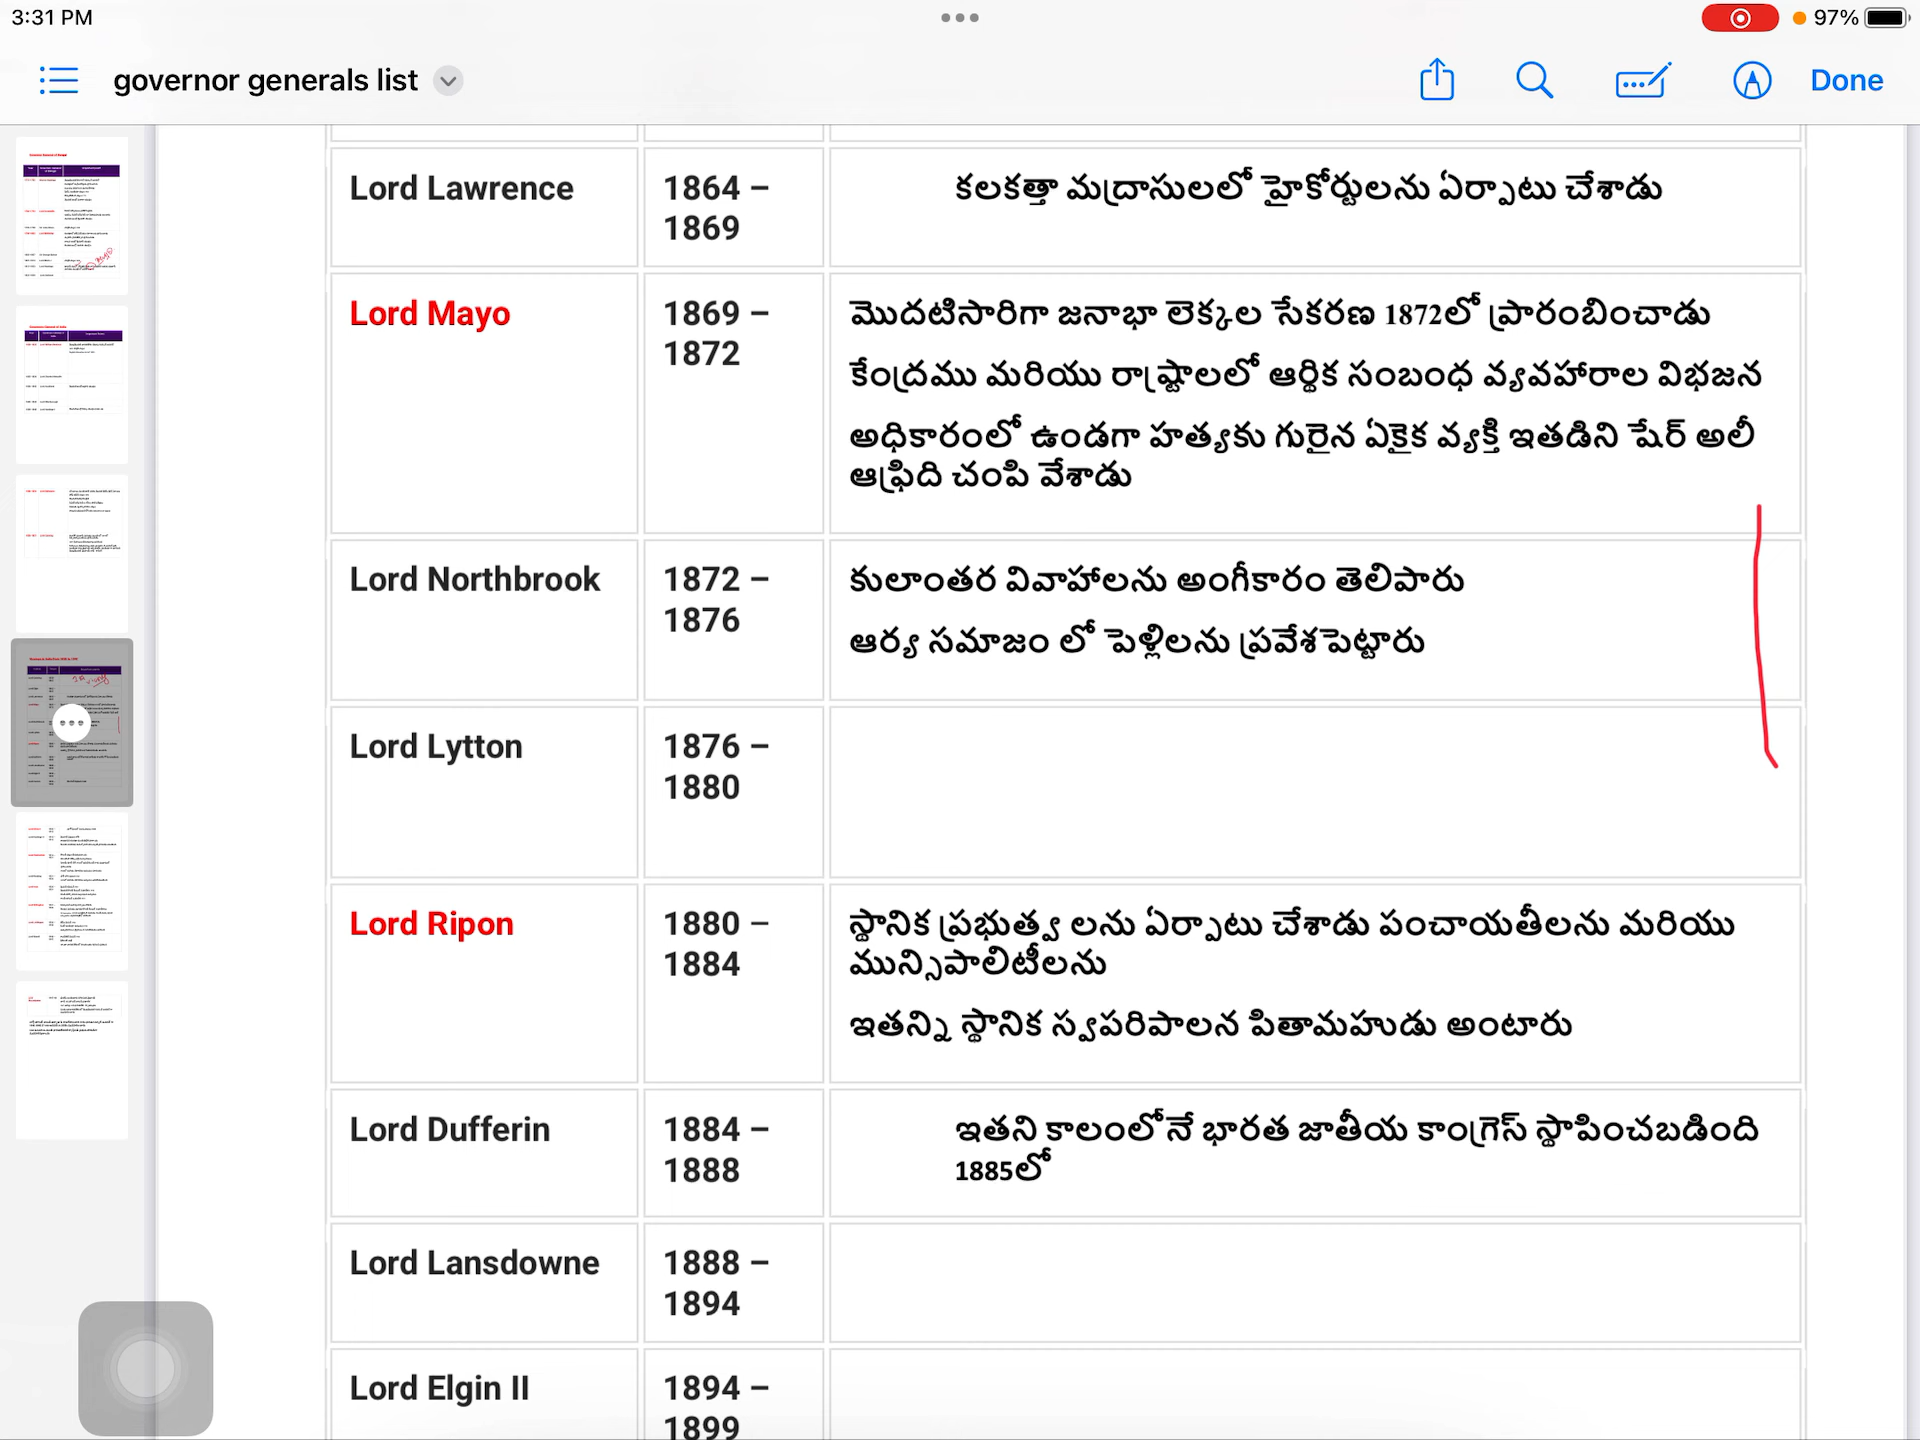 3:31 PM
97%
governor generals list
Done
Lord Lawrence
1864 –
1869
కలకత్తా మద్రాసులలో హైకోర్టులను ఏర్పాటు చేశాడు
Lord Mayo
1869 –
1872
మొదటిసారిగా జనాభా లెక్కల సేకరణ 1872లో ప్రారంబించాడు
కేంద్రము మరియు రాష్ట్రాలలో ఆర్థిక సంబంధ వ్యవహారాల విభజన
అధికారంలో ఉండగా హత్యకు గురైన ఏకైక వ్యక్తి ఇతడిని షేర్ అలీ
ఆఫ్రిది చంపి వేశాడు
Lord Northbrook
1872 –
1876
కులాంతర వివాహాలను అంగీకారం తెలిపారు
ఆర్య సమాజం లో పెళ్లిలను ప్రవేశపెట్టారు
Lord Lytton
1876 –
1880
Lord Ripon
1880 –
1884
స్థానిక ప్రభుత్వ లను ఏర్పాటు చేశాడు పంచాయతీలను మరియు
మున్సిపాలిటీలను
ఇతన్ని స్థానిక స్వపరిపాలన పితామహుడు అంటారు
Lord Dufferin
1884 –
1888
ఇతని కాలంలోనే భారత జాతీయ కాంగ్రెస్ స్థాపించబడింది
1885లో
Lord Lansdowne
1888 –
1894
Lord Elgin II
1894 –
1899